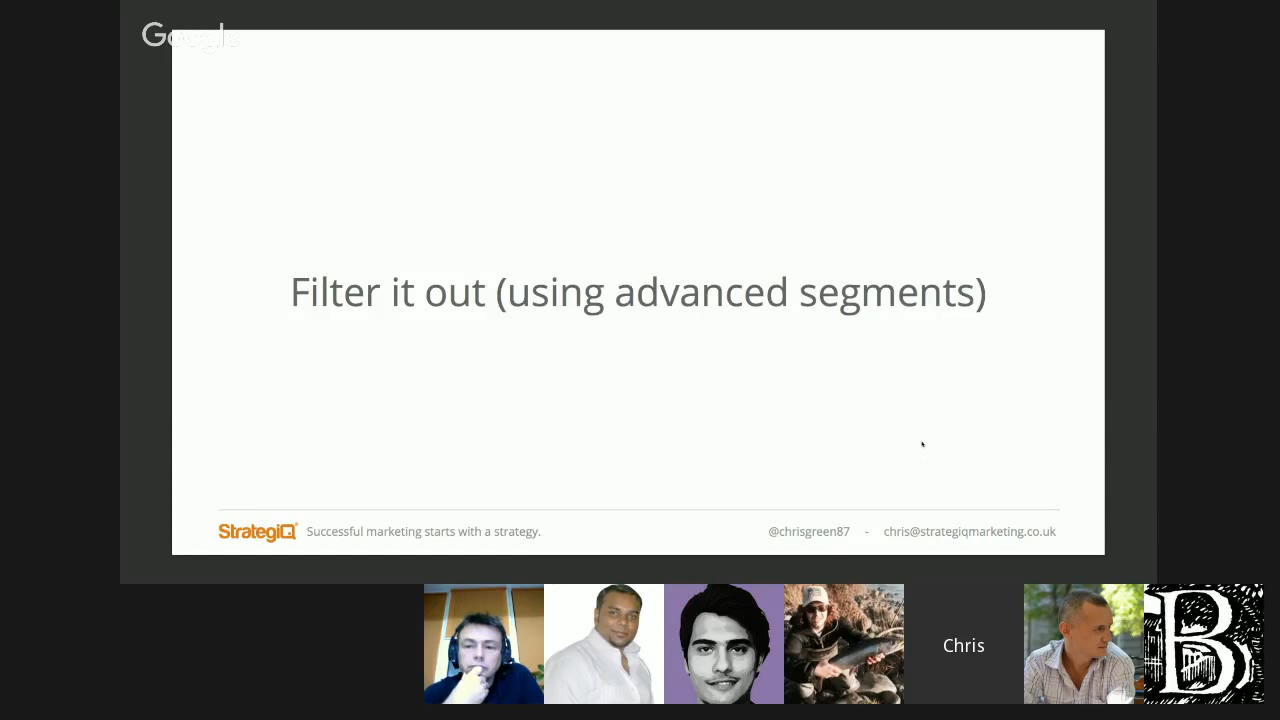 Google
Filter it out (using advanced segments)
StrategiQ Successful marketing starts with a strategy. @chrisgreen87 - chris@strategiqmarketing.co.uk
Chris
B